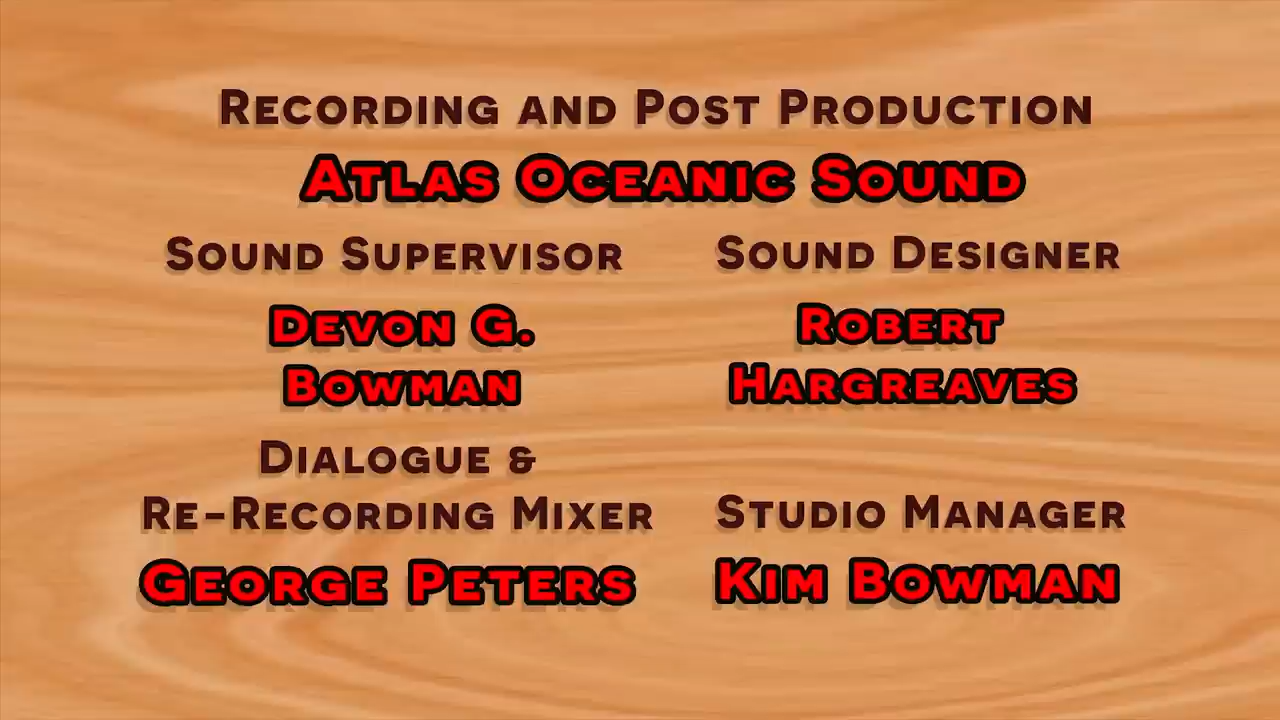 Recording and Post Production
Atlas Oceanic Sound
Sound Supervisor
Devon G.
Bowman
Sound Designer
Robert
Hargreaves
Dialogue &
Re-Recording Mixer
George Peters
Studio Manager
Kim Bowman